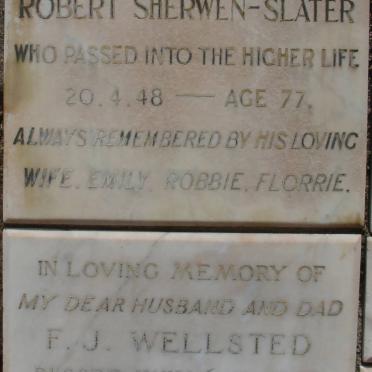 ROBERT SHERWEN-SLATER
WHO PASSED INTO THE HIGHER LIFE
20.4.48 — AGE 77.
ALWAYS REMEMBERED BY HIS LOVING
WIFE, EMILY, ROBBIE, FLORRIE.
IN LOVING MEMORY OF
MY DEAR HUSBAND AND DAD
F. J. WELLSTED